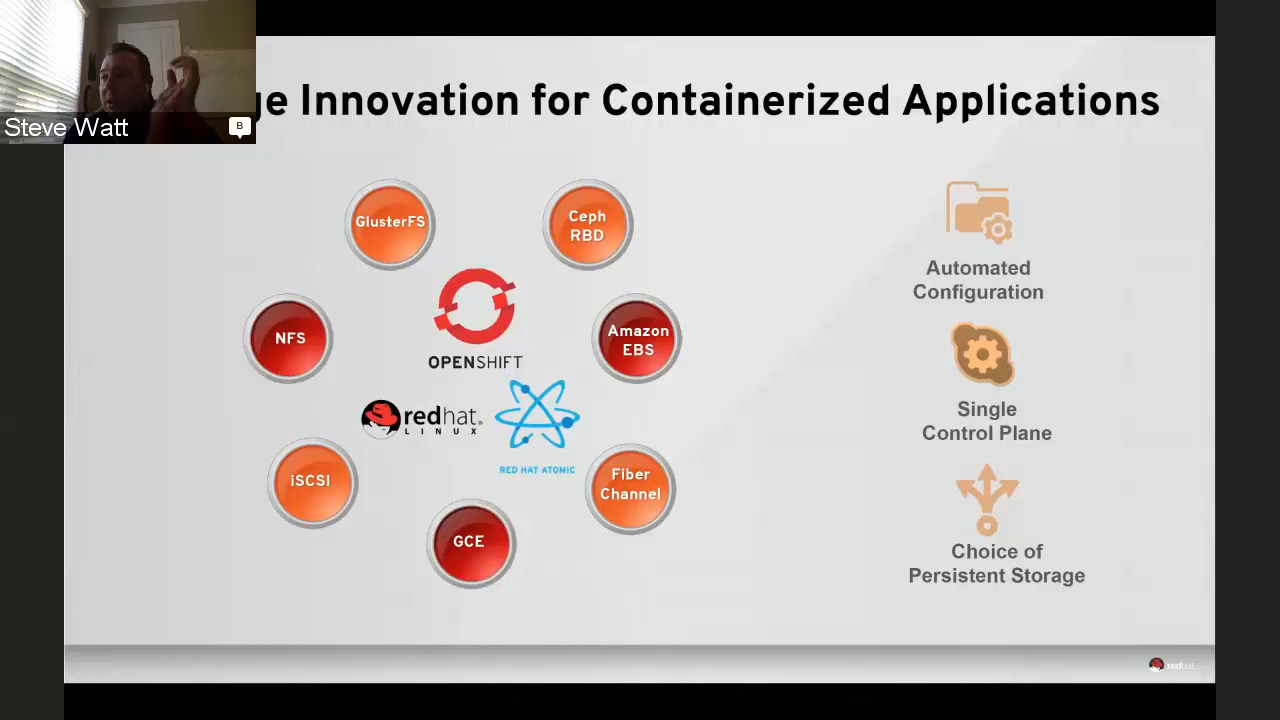 Steve Watt
B
ge Innovation for Containerized Applications
GlusterFS
Ceph
RBD
NFS
Amazon
EBS
OPENSHIFT
redhat.
LINUX
RED HAT ATOMIC
iSCSI
Fiber
Channel
GCE
Automated
Configuration
Single
Control Plane
Choice of
Persistent Storage
redhat.